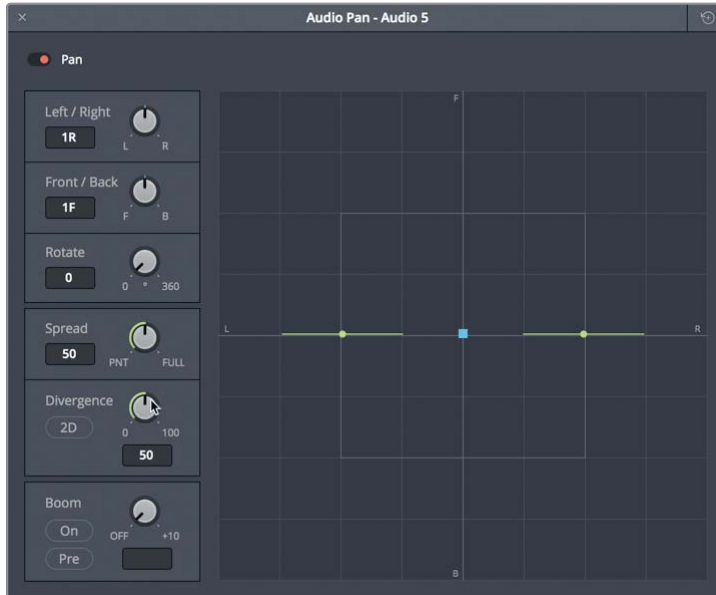 Audio Pan - Audio 5
Pan
Left / Right
1R
L R
Front / Back
1F
F B
Rotate
0
0 ° 360
Spread
50
PNT FULL
Divergence
2D
0 100
50
Boom
On
OFF +10
Pre
F
L R
B